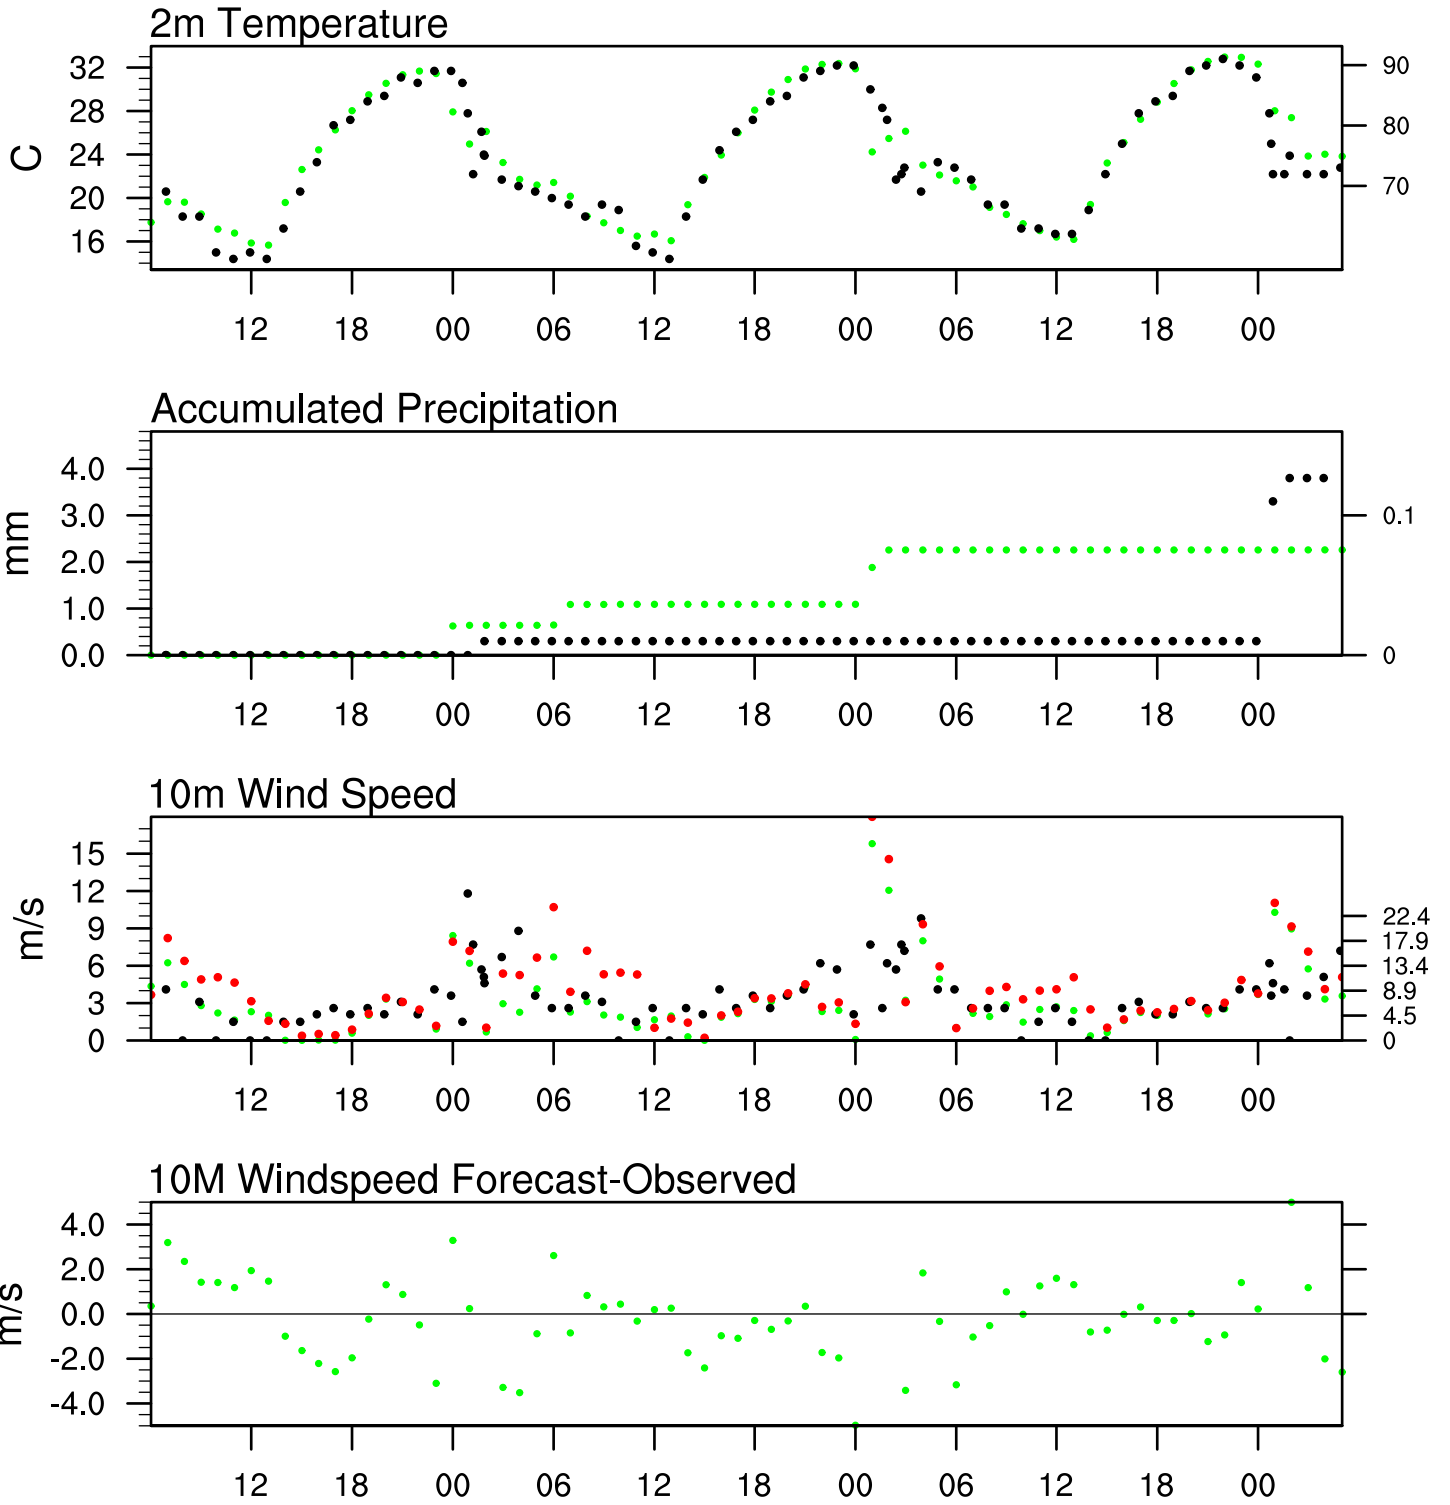 2m Temperature
C
32
28
24
20
16
90
80
70
12 18 00 06 12 18 00 06 12 18 00
Accumulated Precipitation
mm
4.0
3.0
2.0
1.0
0.0
0.1
0
12 18 00 06 12 18 00 06 12 18 00
10m Wind Speed
m/s
15
12
9
6
3
0
22.4
17.9
13.4
8.9
4.5
0
12 18 00 06 12 18 00 06 12 18 00
10M Windspeed Forecast-Observed
m/s
4.0
2.0
0.0
-2.0
-4.0
12 18 00 06 12 18 00 06 12 18 00